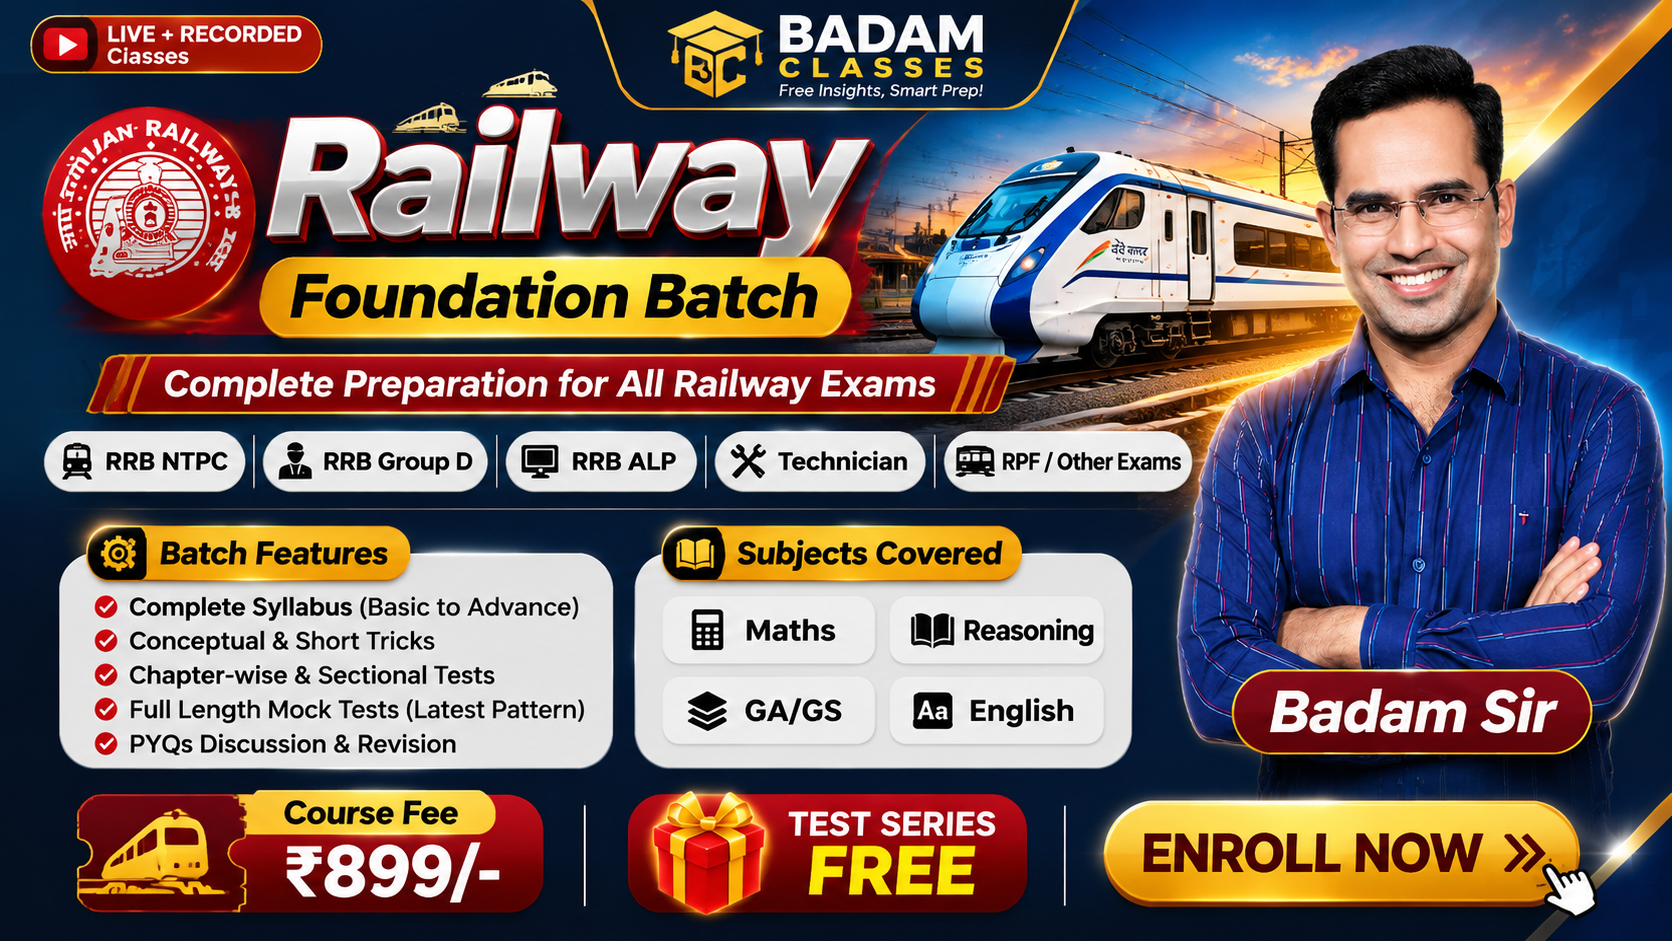 LIVE + RECORDED
Classes
BADAM
CLASSES
Free Insights, Smart Prep!
RAILWAYS
Railway
Foundation Batch
Complete Preparation for All Railway Exams
RRB NTPC
RRB Group D
RRB ALP
Technician
RPF / Other Exams
Batch Features
Complete Syllabus (Basic to Advance)
Conceptual & Short Tricks
Chapter-wise & Sectional Tests
Full Length Mock Tests (Latest Pattern)
PYQs Discussion & Revision
Subjects Covered
Maths
Reasoning
GA/GS
Aa
English
Badam Sir
Course Fee
₹899/-
TEST SERIES
FREE
ENROLL NOW